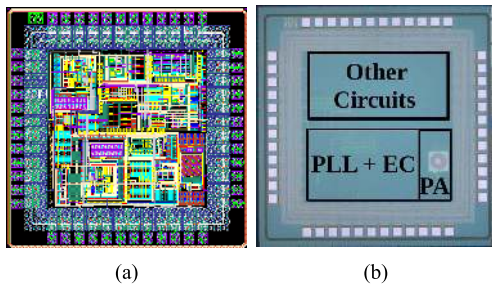 Other
Circuits
PLL + EC
PA
(a)
(b)